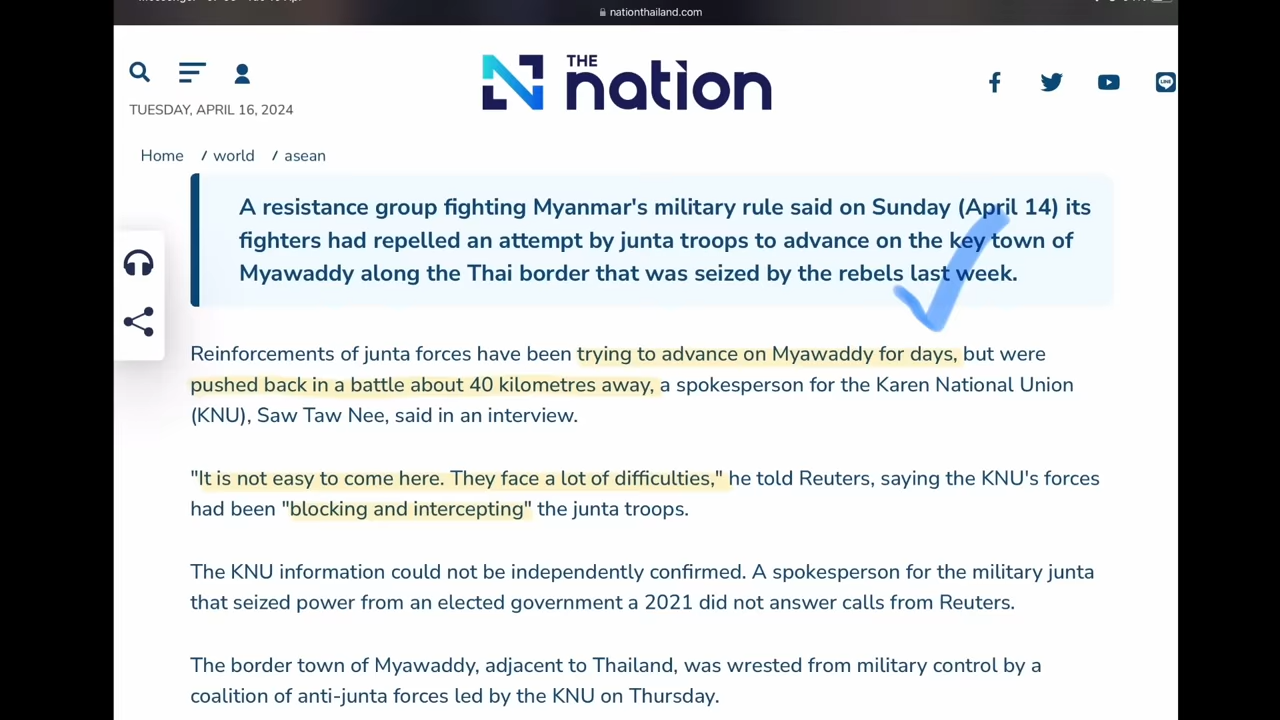 nationthailand.com
THE
nation
TUESDAY, APRIL 16, 2024
Home / world / asean
A resistance group fighting Myanmar's military rule said on Sunday (April 14) its
fighters had repelled an attempt by junta troops to advance on the key town of
Myawaddy along the Thai border that was seized by the rebels last week.
Reinforcements of junta forces have been trying to advance on Myawaddy for days, but were
pushed back in a battle about 40 kilometres away, a spokesperson for the Karen National Union
(KNU), Saw Taw Nee, said in an interview.
"It is not easy to come here. They face a lot of difficulties," he told Reuters, saying the KNU's forces
had been "blocking and intercepting" the junta troops.
The KNU information could not be independently confirmed. A spokesperson for the military junta
that seized power from an elected government a 2021 did not answer calls from Reuters.
The border town of Myawaddy, adjacent to Thailand, was wrested from military control by a
coalition of anti-junta forces led by the KNU on Thursday.